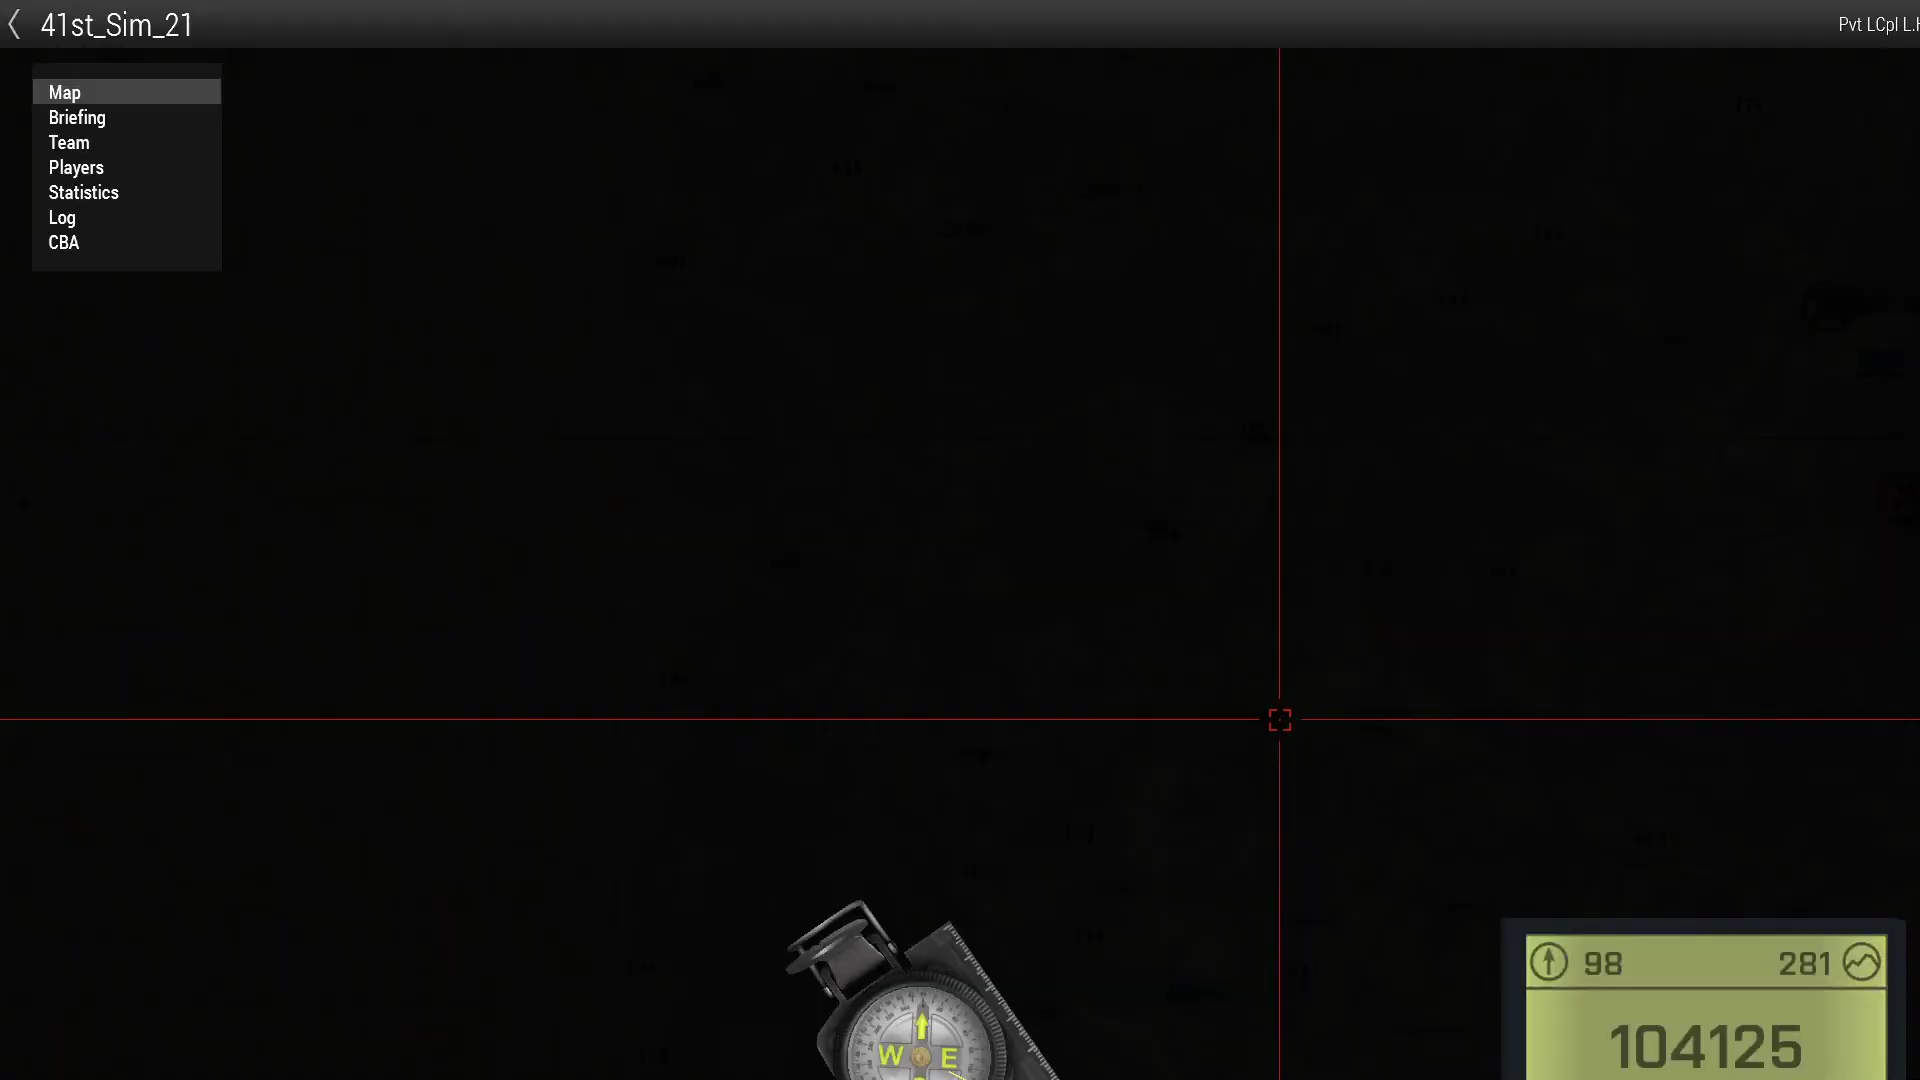 41st_Sim_21
Pvt LCpl L.
Map
Briefing
Team
Players
Statistics
Log
CBA
98
281
104125
W
E